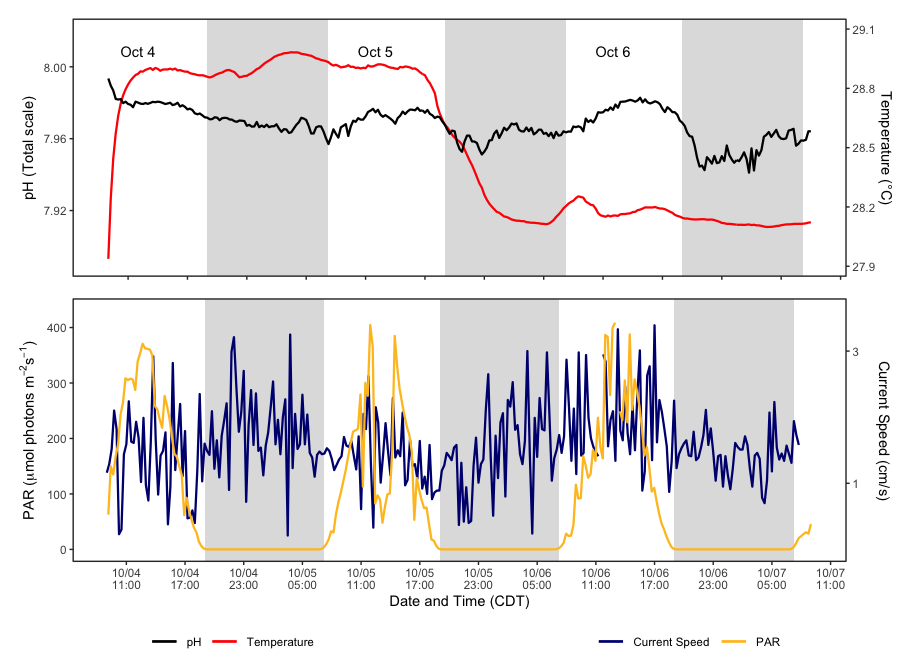 Oct 4
Oct 5
Oct 6
8.00
7.96
7.92
pH (Total scale)
29.1
28.8
28.5
28.2
27.9
Temperature (°C)
400
300
200
100
0
PAR (μmol photons m⁻²s⁻¹)
3
1
Current Speed (cm/s)
10/04 10/04 10/04 10/05 10/05 10/05 10/05 10/06 10/06 10/06 10/06 10/07 10/07
11:00 17:00 23:00 05:00 11:00 17:00 23:00 05:00 11:00 17:00 23:00 05:00 11:00
Date and Time (CDT)
pH Temperature Current Speed PAR